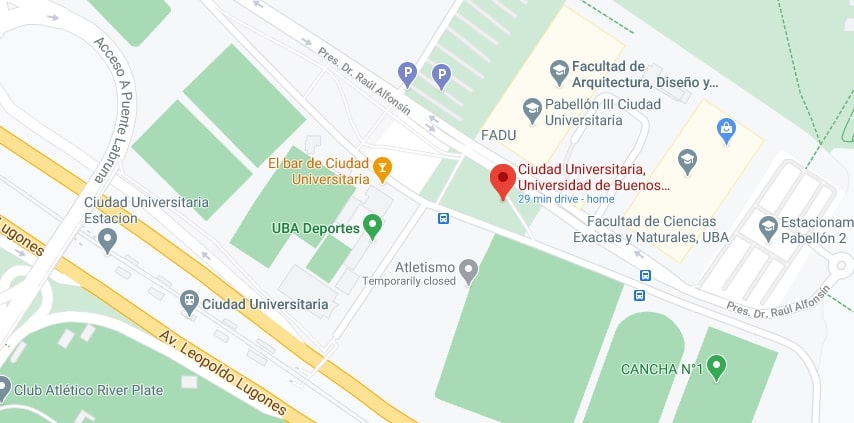 Acceso A Puente Labruna
Pres. Dr. Raúl Alfonsín
P
P
Facultad de
Arquitectura, Diseño y...
Pabellón III Ciudad
Universitaria
FADU
El bar de Ciudad
Universitaria
Ciudad Universitaria,
Universidad de Buenos...
29 min drive - home
Ciudad Universitaria
Estacion
Lugones
UBA Deportes
Facultad de Ciencias
Exactas y Naturales, UBA
Estacionam
Pabellón 2
Atletismo
Temporarily closed
Ciudad Universitaria
Pres. Dr. Raúl Alfonsín
Av. Leopoldo Lugones
CANCHA N°1
Club Atlético River Plate